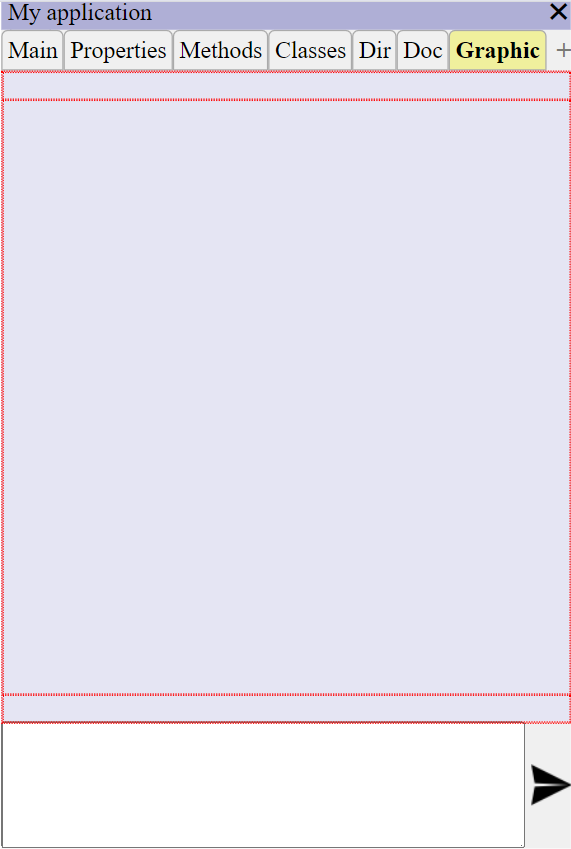 My application
Main Properties Methods Classes Dir Doc Graphic +